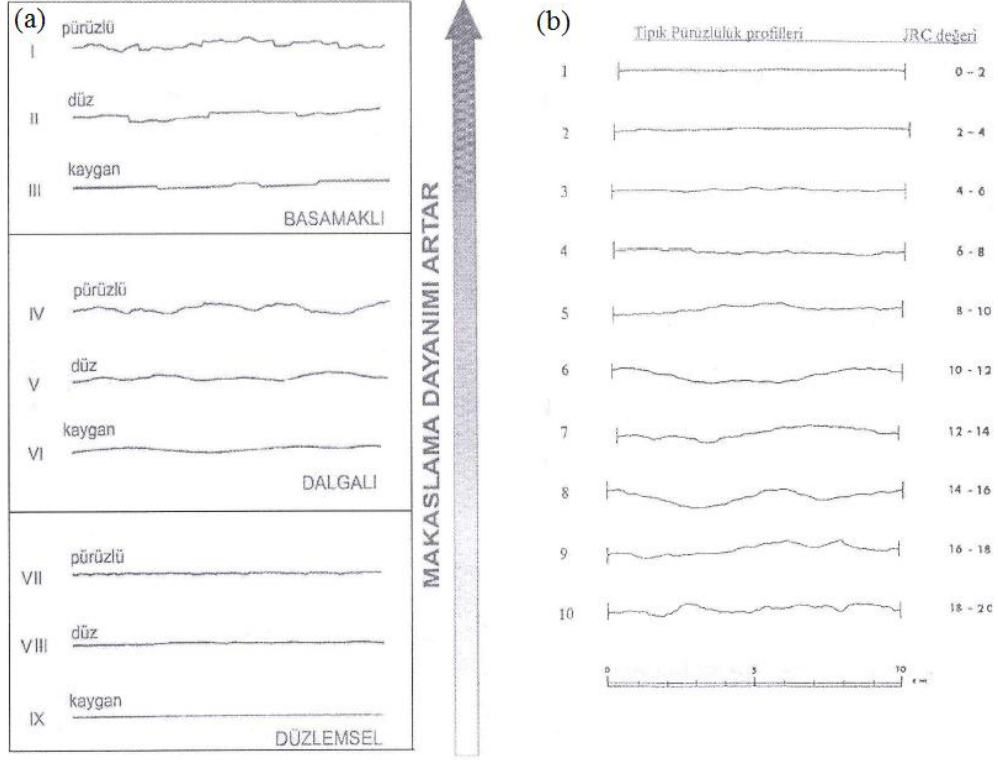 (a)
pürüzlü
I
düz
II
kaygan
III
BASAMAKLI
pürüzlü
IV
düz
V
kaygan
VI
DALGALI
pürüzlü
VII
düz
VIII
kaygan
IX
DÜZLEMSEL
MAKASLAMA DAYANIMI ARTAR
(b)
Tipik Pürüzlülük profilleri JRC değeri
1 0 - 2
2 2 - 4
3 4 - 6
4 6 - 8
5 8 - 10
6 10 - 12
7 12 - 14
8 14 - 16
9 16 - 18
10 18 - 20
0 5 10
cm